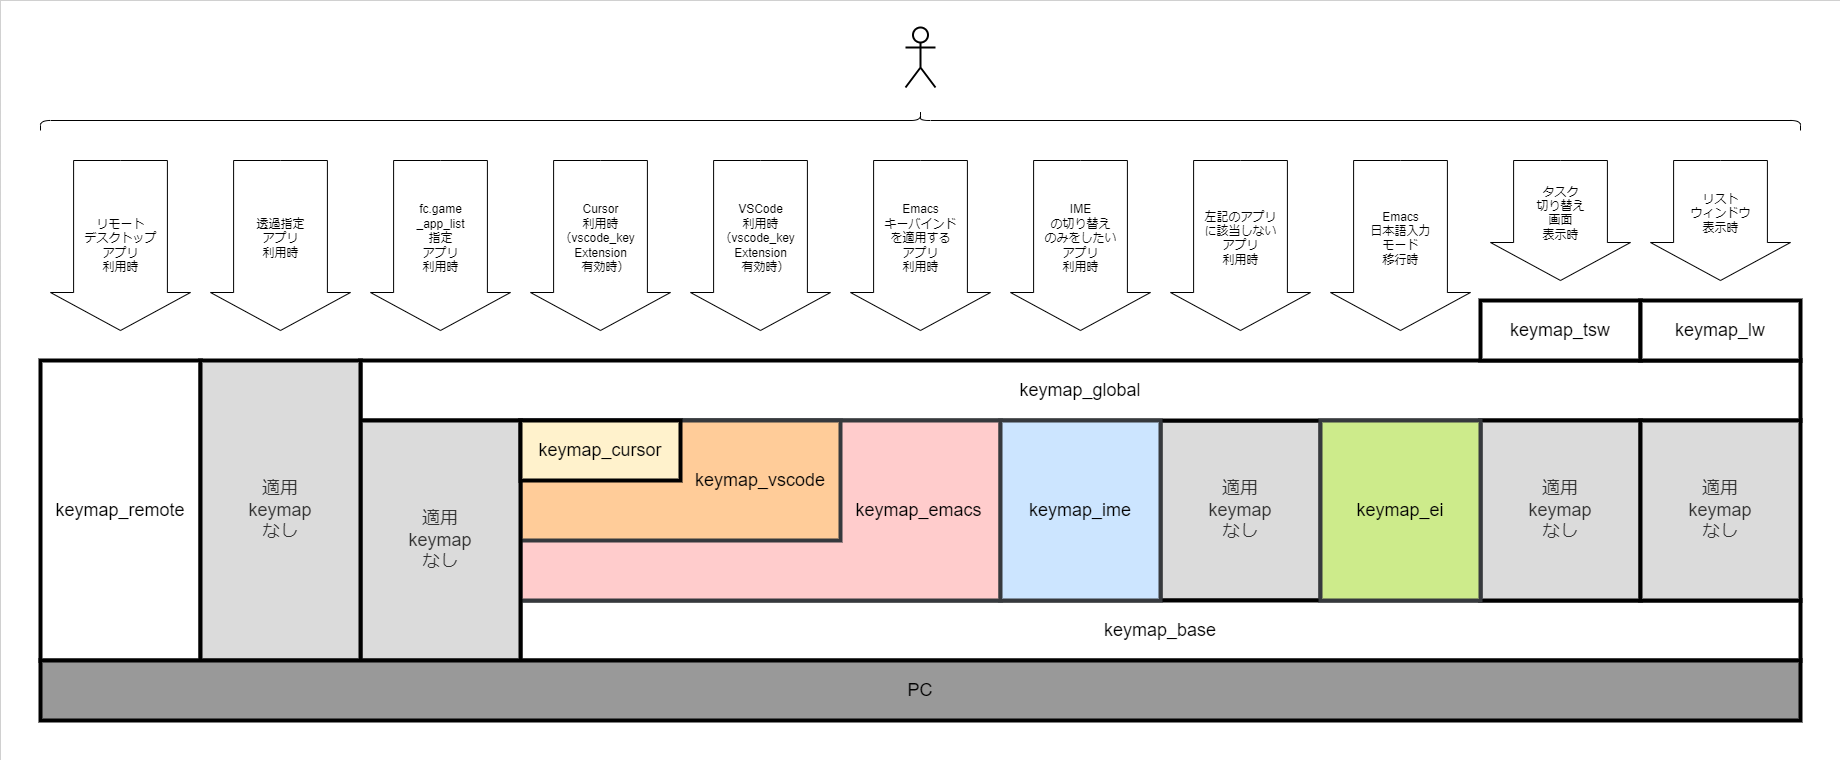 リモート
デスクトップ
アプリ
利用時
透過指定
アプリ
利用時
fc.game
_app_list
指定
アプリ
利用時
Cursor
利用時
（vscode_key
Extension
有効時）
VSCode
利用時
（vscode_key
Extension
有効時）
Emacs
キーバインド
を適用する
アプリ
利用時
IME
の切り替え
のみをしたい
アプリ
利用時
左記のアプリ
に該当しない
アプリ
利用時
Emacs
日本語入力
モード
移行時
タスク
切り替え
画面
表示時
リスト
ウィンドウ
表示時
keymap_tsw
keymap_lw
keymap_global
keymap_remote
適用
keymap
なし
適用
keymap
なし
keymap_cursor
keymap_vscode
keymap_emacs
keymap_ime
適用
keymap
なし
keymap_ei
適用
keymap
なし
適用
keymap
なし
keymap_base
PC